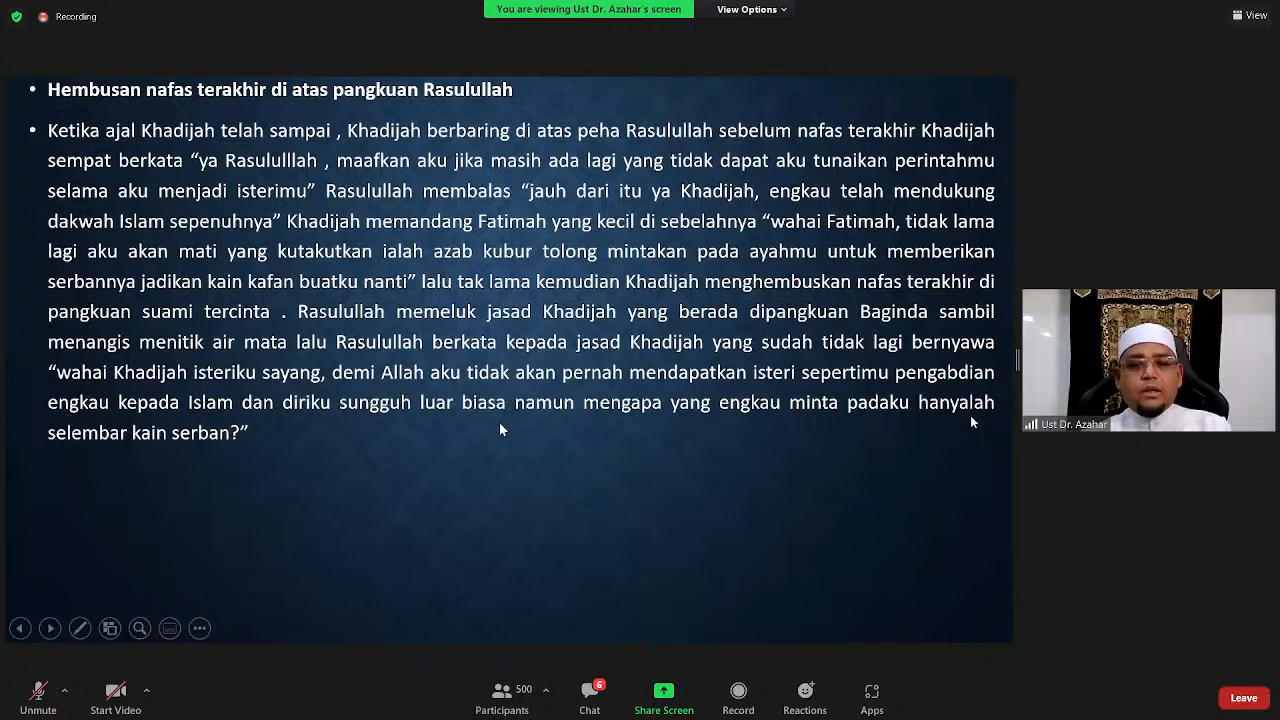 Recording
You are viewing Ust Dr. Azahar's screen
View Options
View
• Hembusan nafas terakhir di atas pangkuan Rasulullah
• Ketika ajal Khadijah telah sampai , Khadijah berbaring di atas peha Rasulullah sebelum nafas terakhir Khadijah
sempat berkata “ya Rasululllah , maafkan aku jika masih ada lagi yang tidak dapat aku tunaikan perintahmu
selama aku menjadi isterimu” Rasulullah membalas “jauh dari itu ya Khadijah, engkau telah mendukung
dakwah Islam sepenuhnya” Khadijah memandang Fatimah yang kecil di sebelahnya “wahai Fatimah, tidak lama
lagi aku akan mati yang kutakutkan ialah azab kubur tolong mintakan pada ayahmu untuk memberikan
serbannya jadikan kain kafan buatku nanti” lalu tak lama kemudian Khadijah menghembuskan nafas terakhir di
pangkuan suami tercinta . Rasulullah memeluk jasad Khadijah yang berada dipangkuan Baginda sambil
menangis menitik air mata lalu Rasulullah berkata kepada jasad Khadijah yang sudah tidak lagi bernyawa
“wahai Khadijah isteriku sayang, demi Allah aku tidak akan pernah mendapatkan isteri sepertimu pengabdian
engkau kepada Islam dan diriku sungguh luar biasa namun mengapa yang engkau minta padaku hanyalah
selembar kain serban?”
Ust Dr. Azahar
Unmute
Start Video
500
Participants
6
Chat
Share Screen
Record
Reactions
Apps
Leave